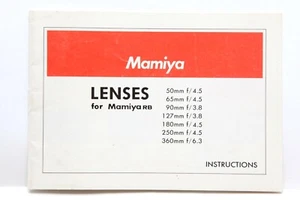 Mamiya
LENSES
for Mamiya RB
50mm f/4.5
65mm f/4.5
90mm f/3.8
127mm f/3.8
180mm f/4.5
250mm f/4.5
360mm f/6.3
INSTRUCTIONS